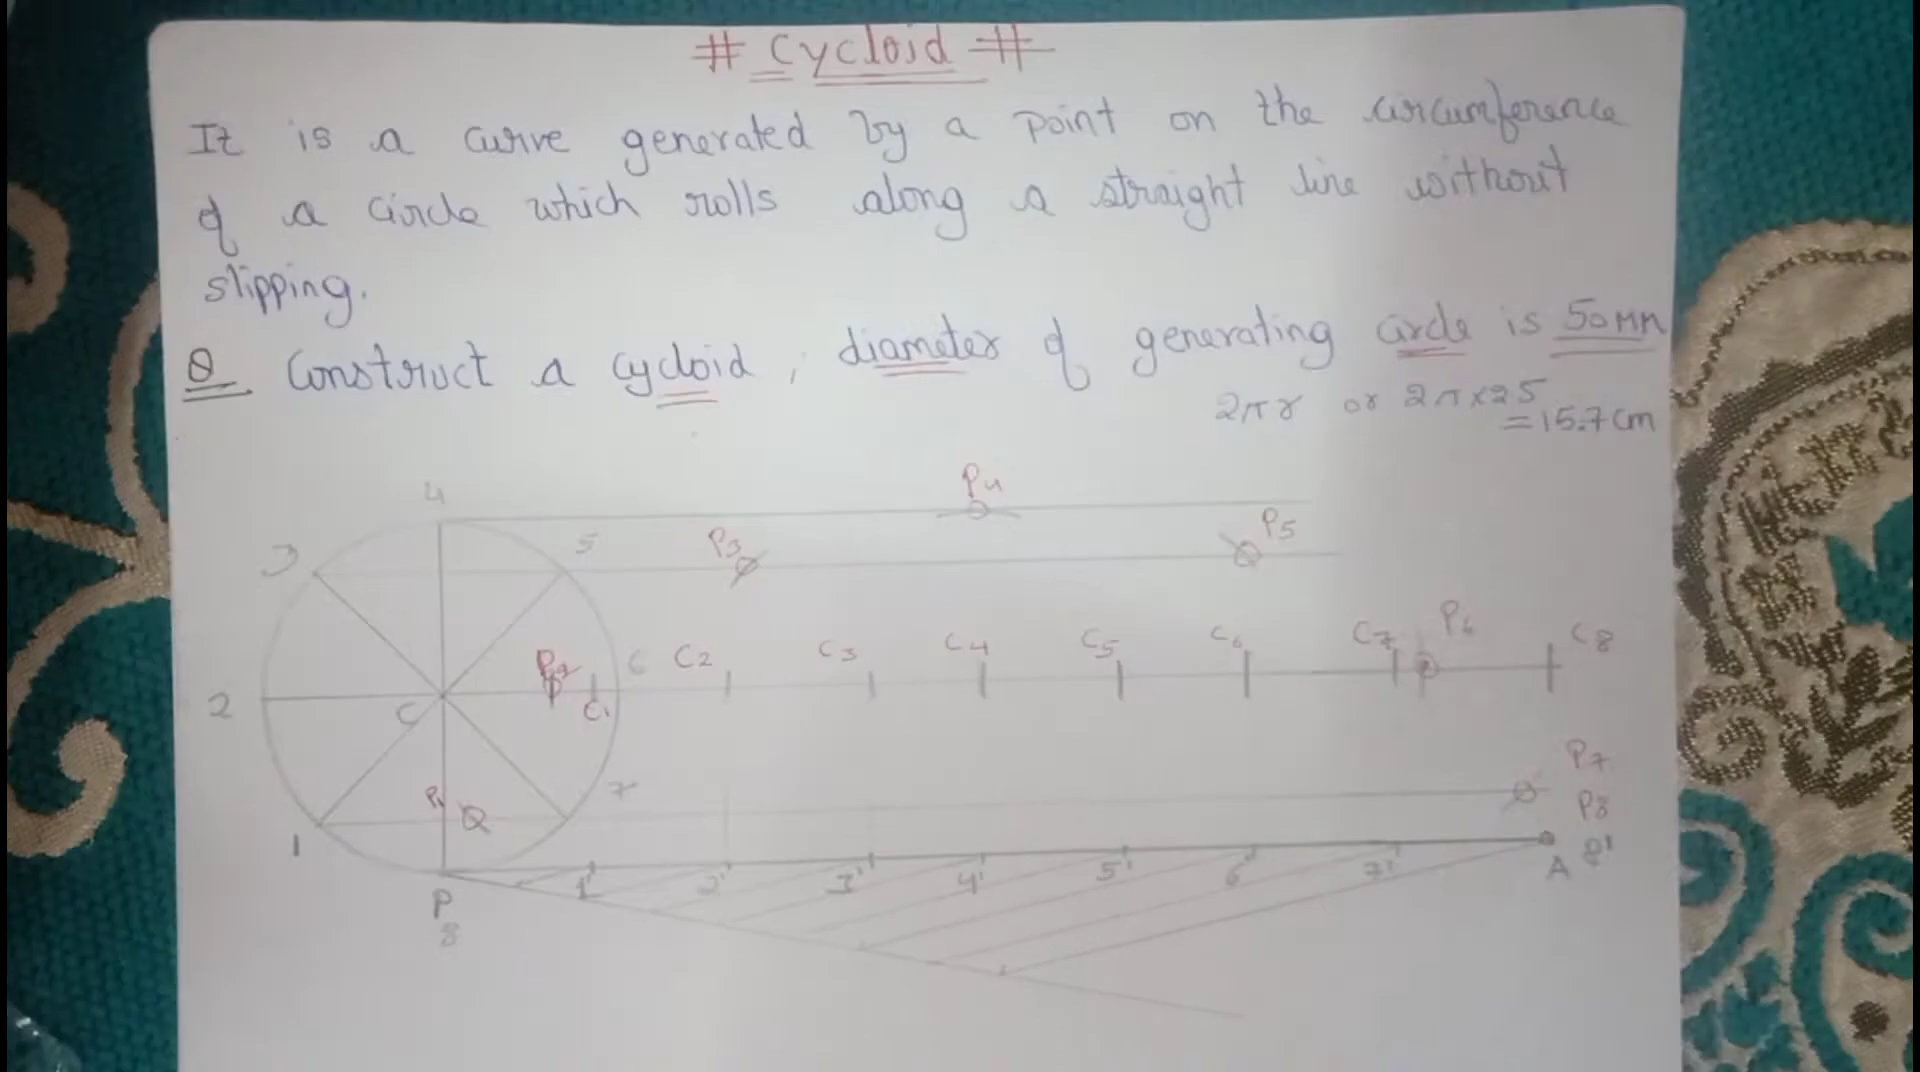 # Cycloid #
It is a curve generated by a point on the circumference
of a circle which rolls along a straight line without
slipping.
Q Construct a cycloid, diameter of generating circle is 50mm
2πr or 2π×25
=15.7cm
4 P4
3 5 P3 P5
2 C P2 C1 6 C2 C3 C4 C5 C6 C7 P6 C8
1 P1 7 P7
P8
P 1' 2' 3' 4' 5' 6' 7' A 8'
8